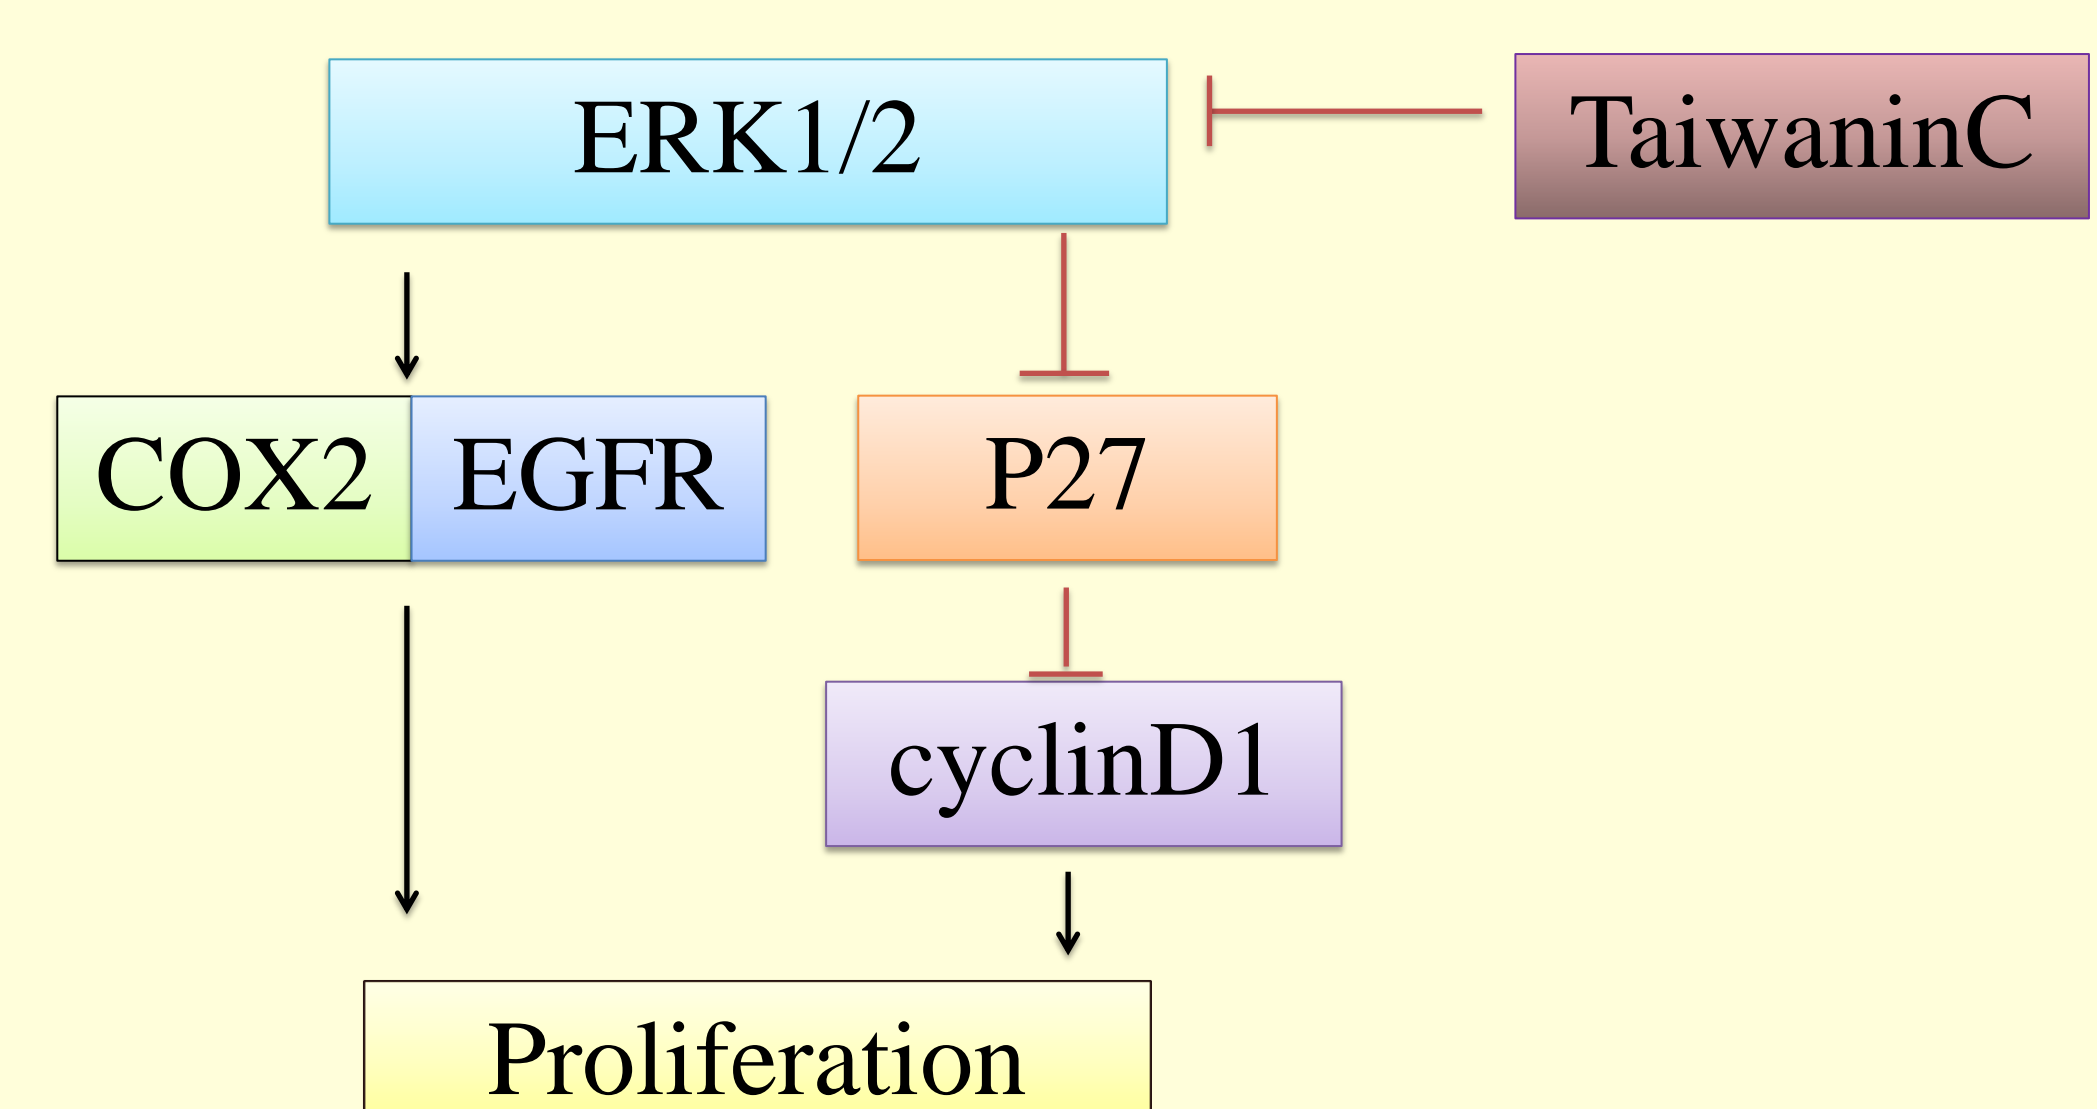 ERK1/2
TaiwaninC
COX2
EGFR
P27
cyclinD1
Proliferation